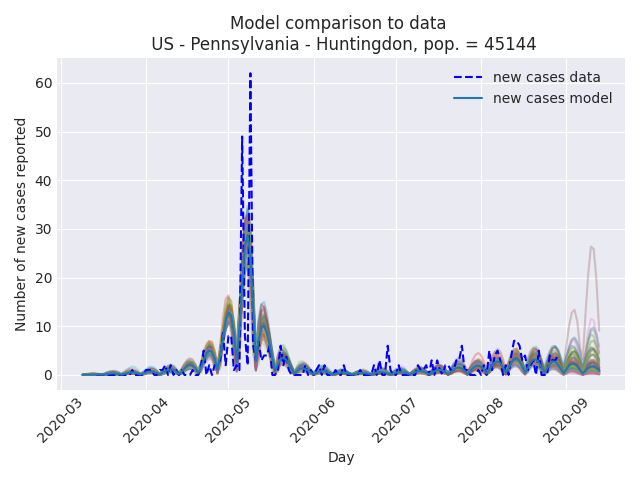 Model comparison to data
US - Pennsylvania - Huntingdon, pop. = 45144
Number of new cases reported
60
50
40
30
20
10
0
new cases data
new cases model
2020-03
2020-04
2020-05
2020-06
2020-07
2020-08
2020-09
Day